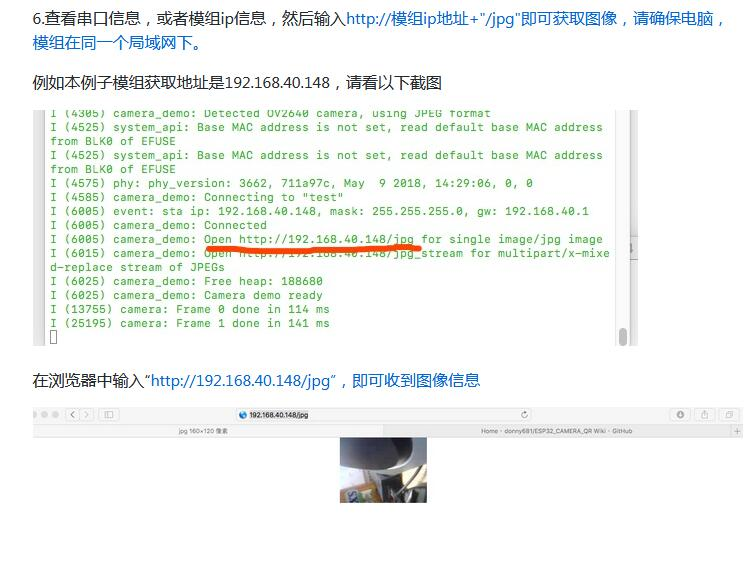 6.查看串口信息，或者模组ip信息，然后输入http://模组ip地址+"/jpg"即可获取图像，请确保电脑，
模组在同一个局域网下。
例如本例子模组获取地址是192.168.40.148，请看以下截图
I (4305) camera_demo: Detected OV2640 camera, using JPEG format
I (4525) system_api: Base MAC address is not set, read default base MAC address
from BLK0 of EFUSE
I (4525) system_api: Base MAC address is not set, read default base MAC address
from BLK0 of EFUSE
I (4575) phy: phy_version: 3662, 711a97c, May  9 2018, 14:29:06, 0, 0
I (4585) camera_demo: Connecting to "test"
I (6005) event: sta ip: 192.168.40.148, mask: 255.255.255.0, gw: 192.168.40.1
I (6005) camera_demo: Connected
I (6005) camera_demo: Open http://192.168.40.148/jpg for single image/jpg image
I (6015) camera_demo: Open http://192.168.40.148/jpg_stream for multipart/x-mixe
d-replace stream of JPEGs
I (6025) camera_demo: Free heap: 188680
I (6025) camera_demo: Camera demo ready
I (13755) camera: Frame 0 done in 114 ms
I (25195) camera: Frame 1 done in 141 ms
在浏览器中输入“http://192.168.40.148/jpg”，即可收到图像信息
192.168.40.148/jpg
jpg 160×120 像素
Home · donny681/ESP32_CAMERA_QR Wiki · GitHub